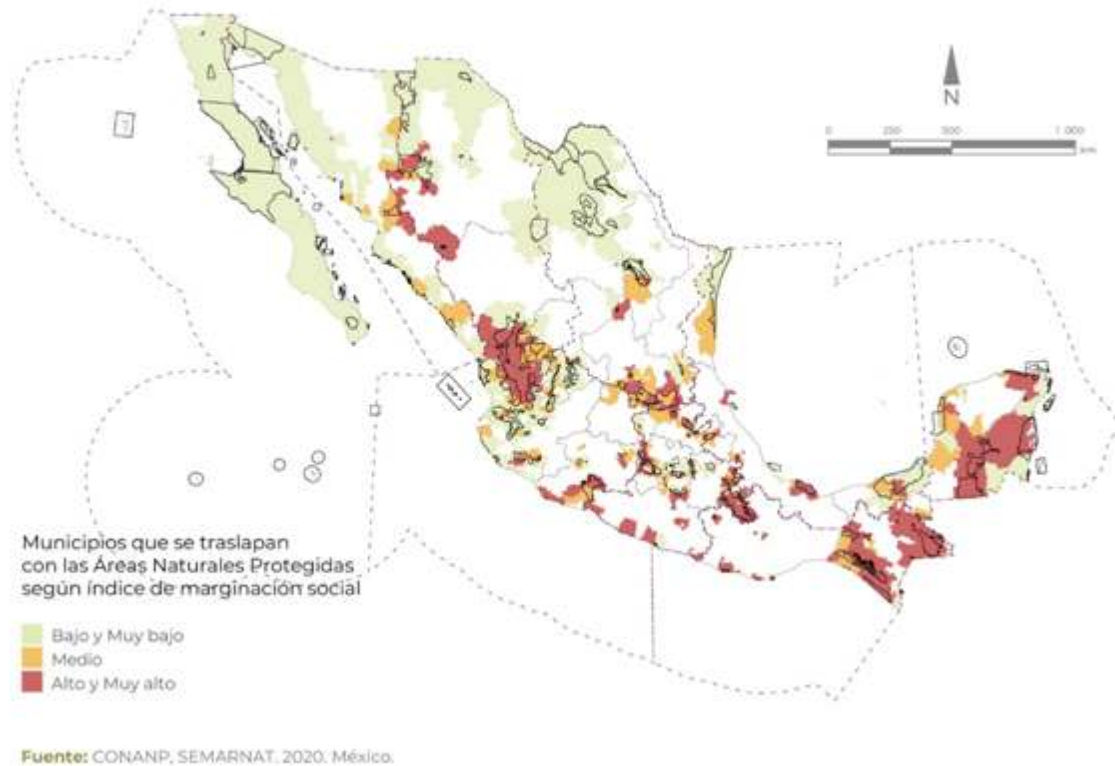 N
0 250 500 1 000
km
Municipios que se traslapan
con las Áreas Naturales Protegidas
según índice de marginación social
Bajo y Muy bajo
Medio
Alto y Muy alto
Fuente: CONANP, SEMARNAT. 2020. México.